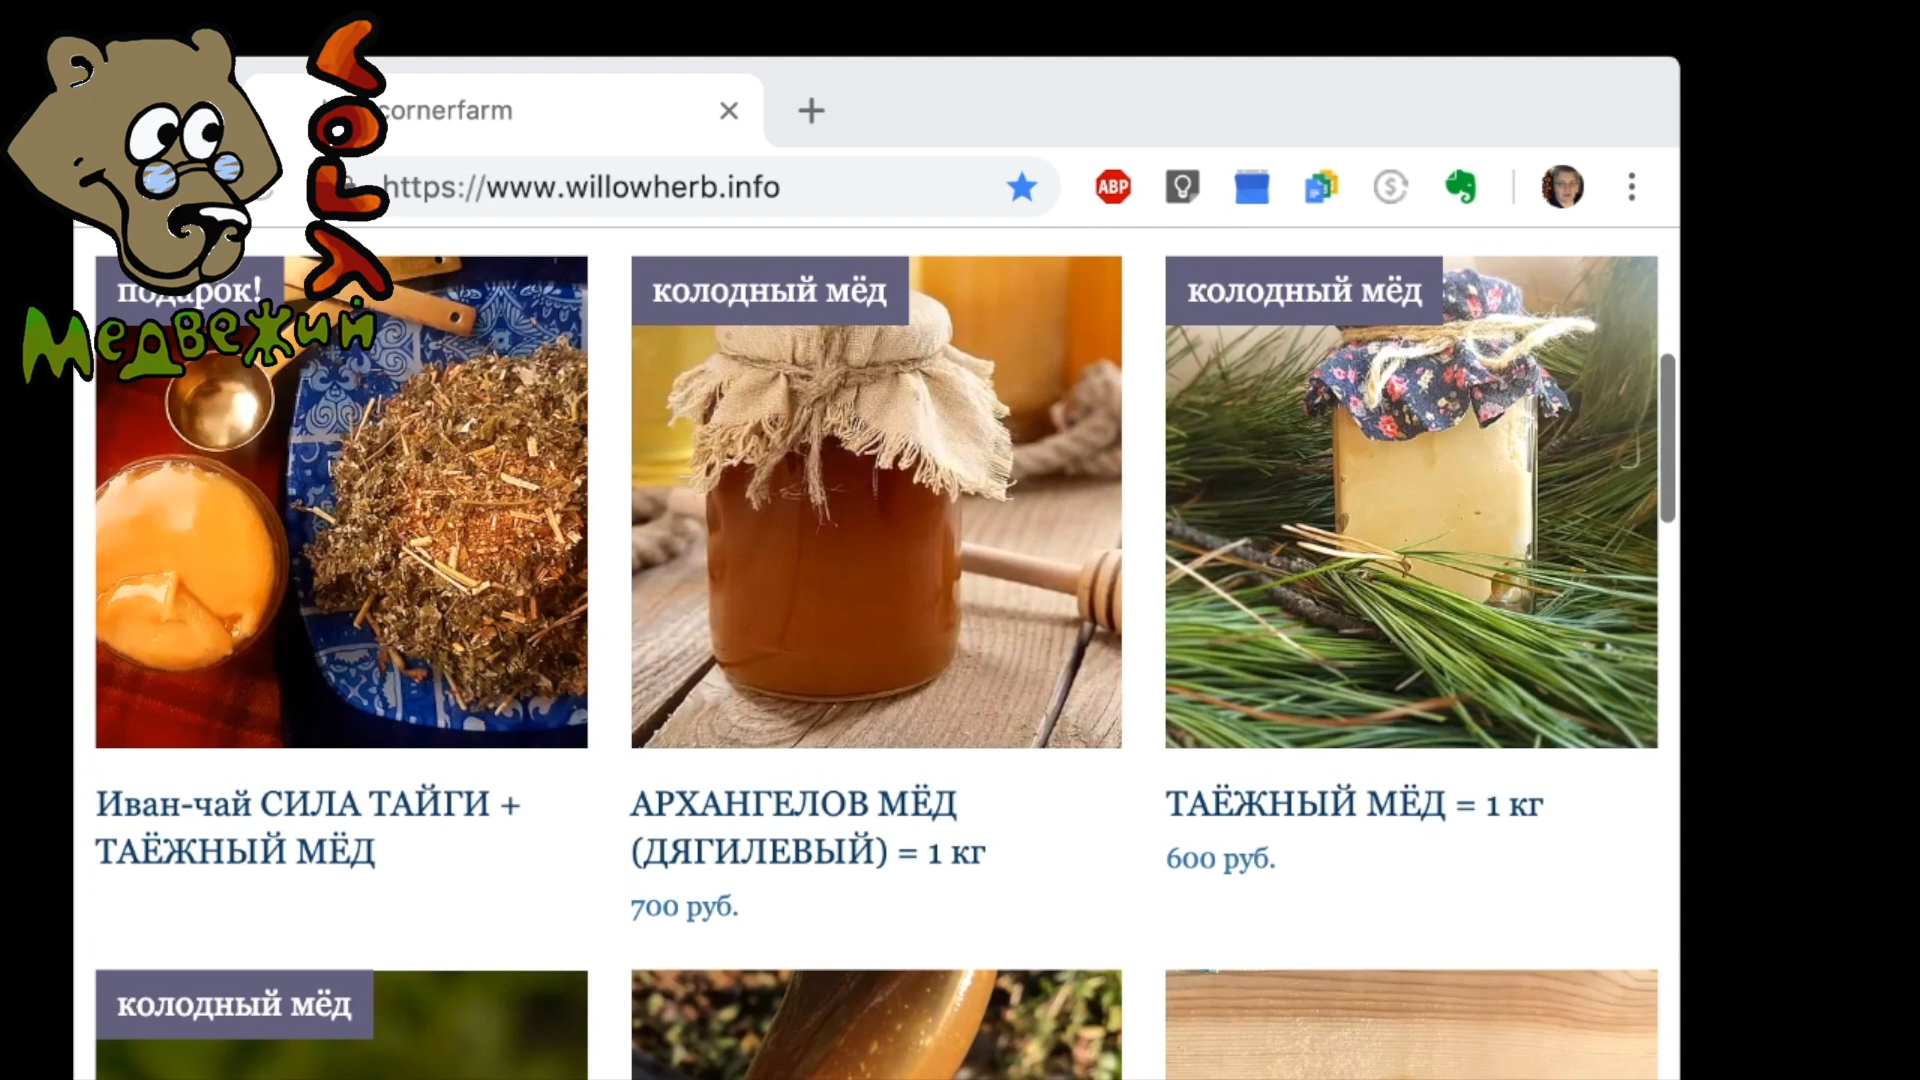 УГОЛ
Медвежий
cornerfarm
https://www.willowherb.info
ABP
$
подарок!
колодный мёд
колодный мёд
Иван-чай СИЛА ТАЙГИ +
ТАЁЖНЫЙ МЁД
АРХАНГЕЛОВ МЁД
(ДЯГИЛЕВЫЙ) = 1 кг
700 руб.
ТАЁЖНЫЙ МЁД = 1 кг
600 руб.
колодный мёд